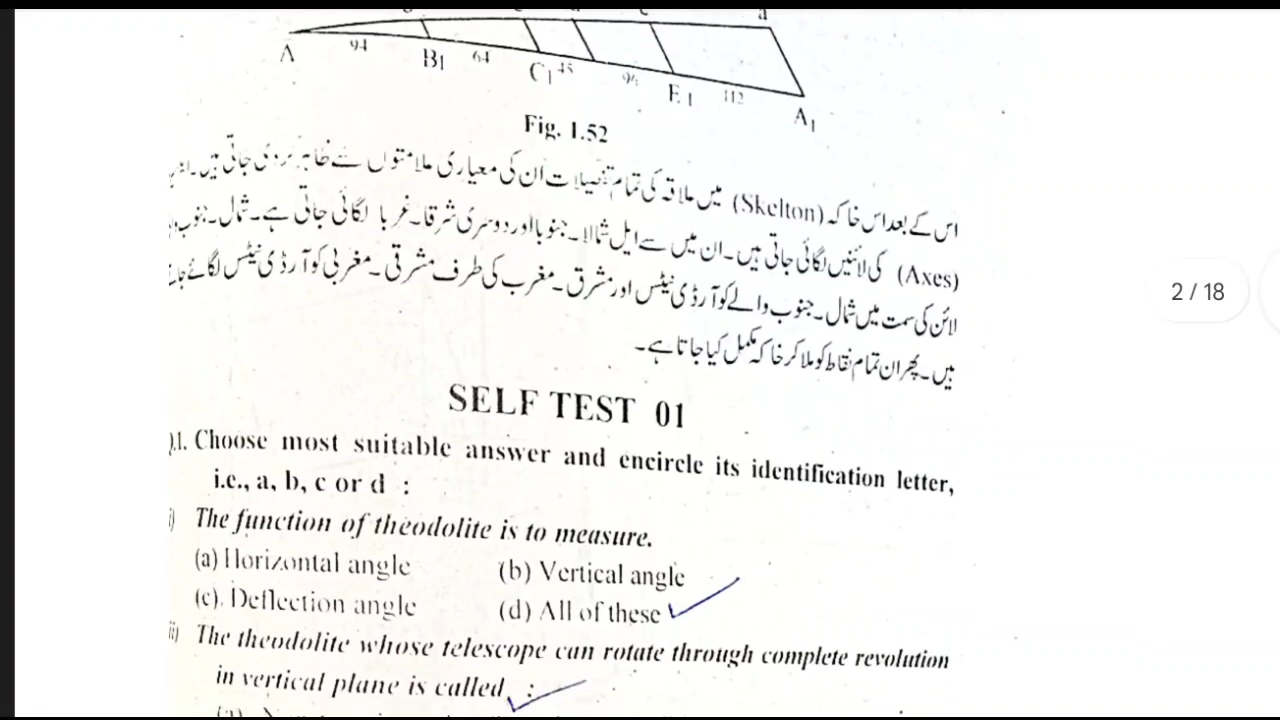 A 94 B1 64 C1 45 96 E1 112 A1
Fig. 1.52
اس کے بعد اس خاکہ (Skelton) میں علاقہ کی تمام تفصیلات ان کی معیاری علامتوں سے ظاہر کر دی جاتی ہیں۔
(Axes) کی لائنیں لگائی جاتی ہیں۔ ان میں سے ایل شمالا۔ جنوبا اور دوسری شرقا۔ غربا لگائی جاتی ہے۔ شمال۔ جنوب
لائن کی سمت میں شمال۔ جنوب والے کوآرڈی نیٹس اور مشرق۔ مغرب کی طرف مشرقی۔ مغربی کوآرڈی نیٹس لگائے
ہیں۔ پھر ان تمام نقاط کو ملا کر خاکہ مکمل کیا جاتا ہے۔
SELF TEST 01
).1. Choose most suitable answer and encircle its identification letter,
i.e., a, b, c or d :
i) The function of theodolite is to measure.
(a) Horizontal angle (b) Vertical angle
(c). Deflection angle (d) All of these
ii) The theodolite whose telescope can rotate through complete revolution
in vertical plane is called :
2 / 18